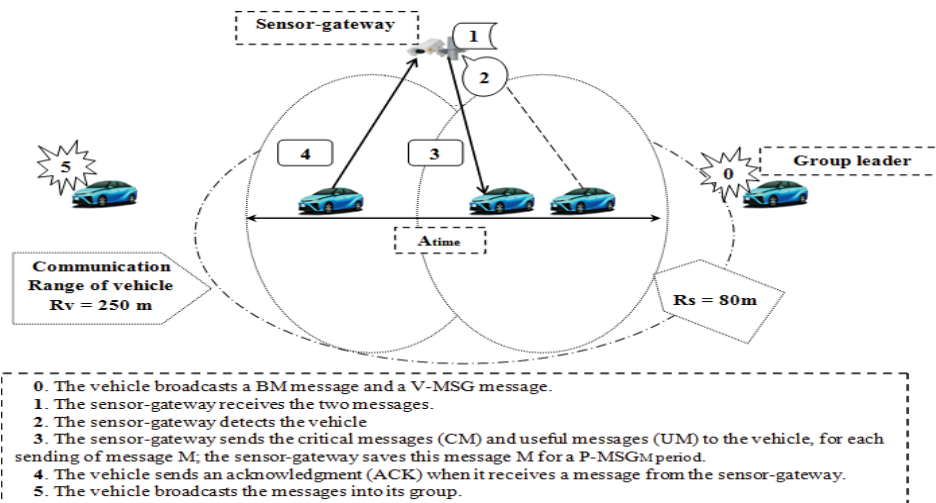 Sensor-gateway
1
2
5
4
3
0
Group leader
Atime
Communication
Range of vehicle
Rv = 250 m
Rs = 80m
0. The vehicle broadcasts a BM message and a V-MSG message.
1. The sensor-gateway receives the two messages.
2. The sensor-gateway detects the vehicle
3. The sensor-gateway sends the critical messages (CM) and useful messages (UM) to the vehicle, for each
sending of message M; the sensor-gateway saves this message M for a P-MSGM period.
4. The vehicle sends an acknowledgment (ACK) when it receives a message from the sensor-gateway.
5. The vehicle broadcasts the messages into its group.